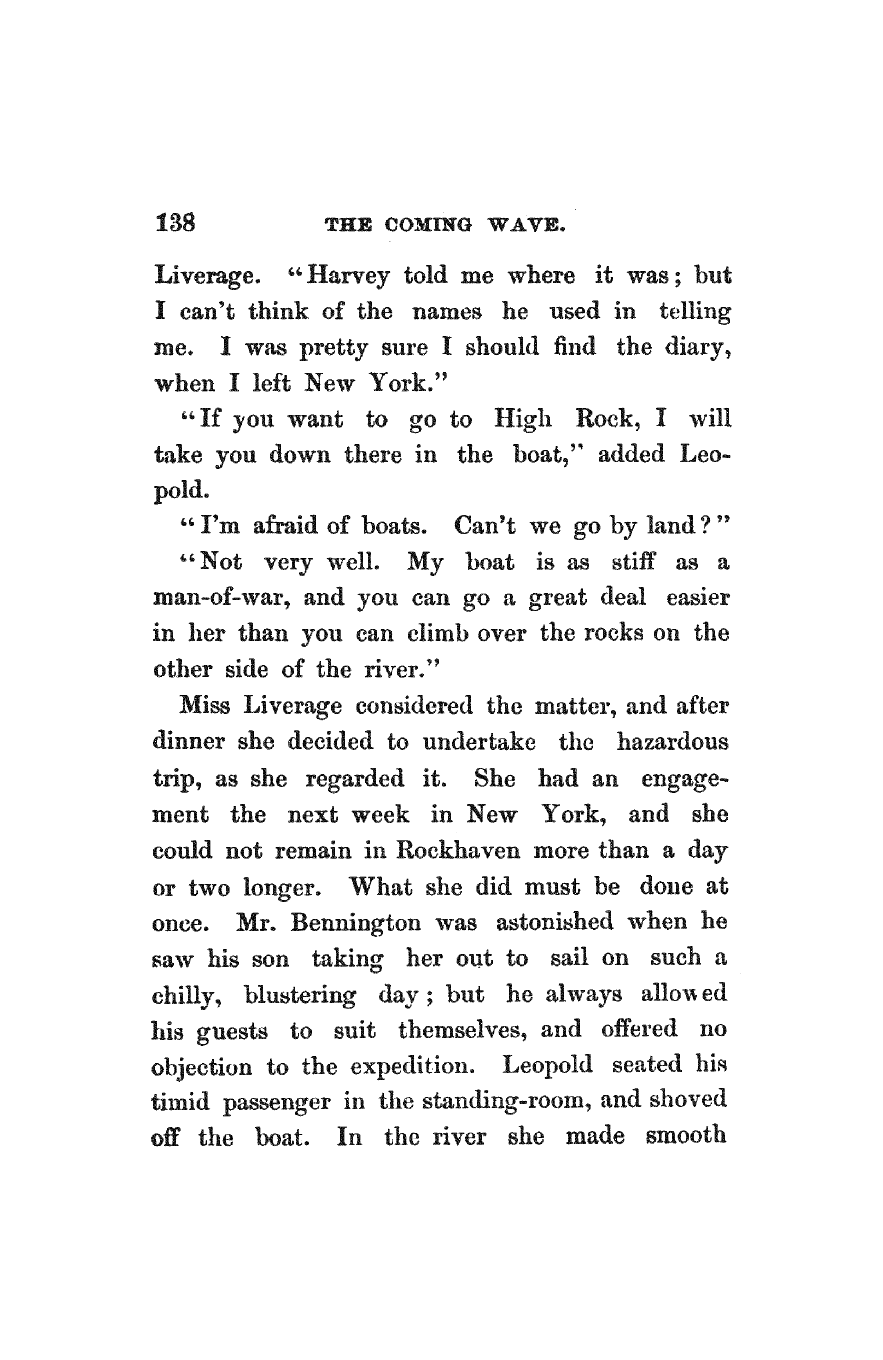 138 THE COMING WAVE.
Liverage. "Harvey told me where it was; but
I can't think of the names he used in telling
me. I was pretty sure I should find the diary,
when I left New York."
"If you want to go to High Rock, I will
take you down there in the boat," added Leo-
pold.
"I'm afraid of boats. Can't we go by land?"
"Not very well. My boat is as stiff as a
man-of-war, and you can go a great deal easier
in her than you can climb over the rocks on the
other side of the river."
Miss Liverage considered the matter, and after
dinner she decided to undertake the hazardous
trip, as she regarded it. She had an engage-
ment the next week in New York, and she
could not remain in Rockhaven more than a day
or two longer. What she did must be done at
once. Mr. Bennington was astonished when he
saw his son taking her out to sail on such a
chilly, blustering day; but he always allowed
his guests to suit themselves, and offered no
objection to the expedition. Leopold seated his
timid passenger in the standing-room, and shoved
off the boat. In the river she made smooth